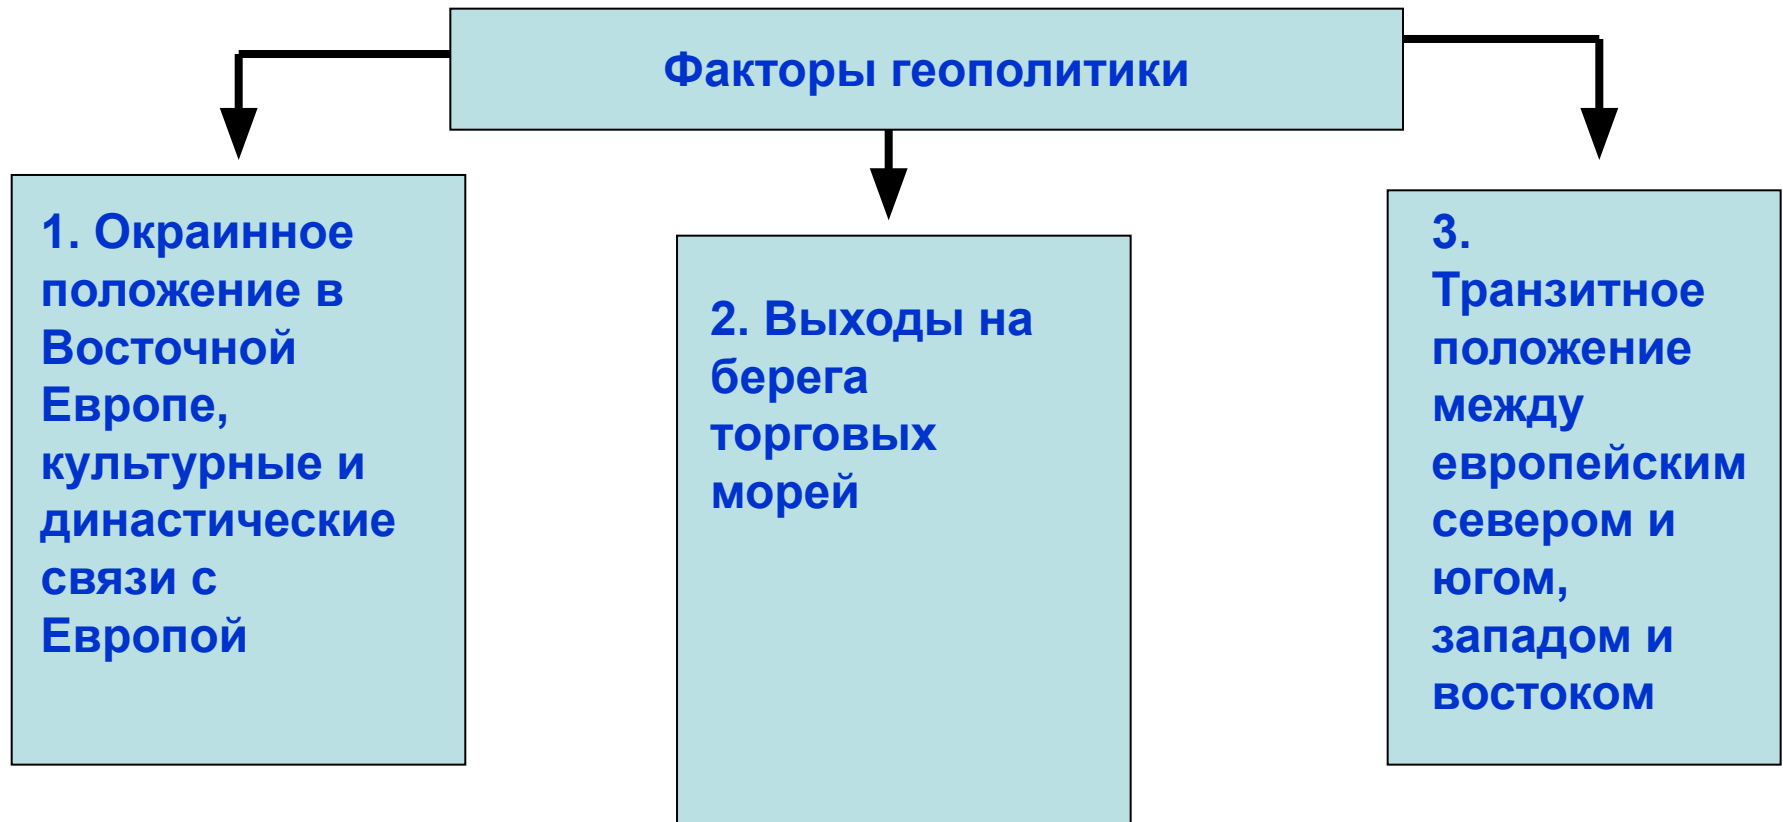 Факторы геополитики
1. Окраинное
положение в
Восточной
Европе,
культурные и
династические
связи с
Европой
2. Выходы на
берега
торговых
морей
3.
Транзитное
положение
между
европейским
севером и
югом,
западом и
востоком